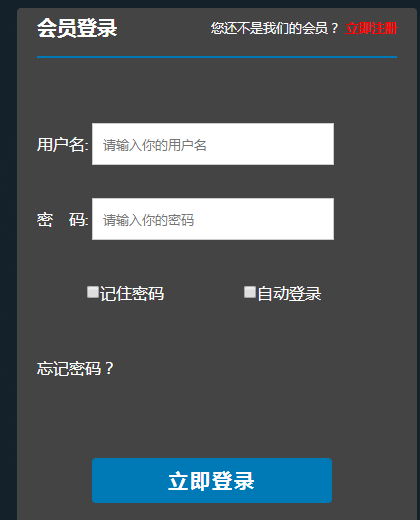 会员登录 您还不是我们的会员？ 立即注册
用户名: 请输入你的用户名
密 码: 请输入你的密码
记住密码 自动登录
忘记密码？
立即登录